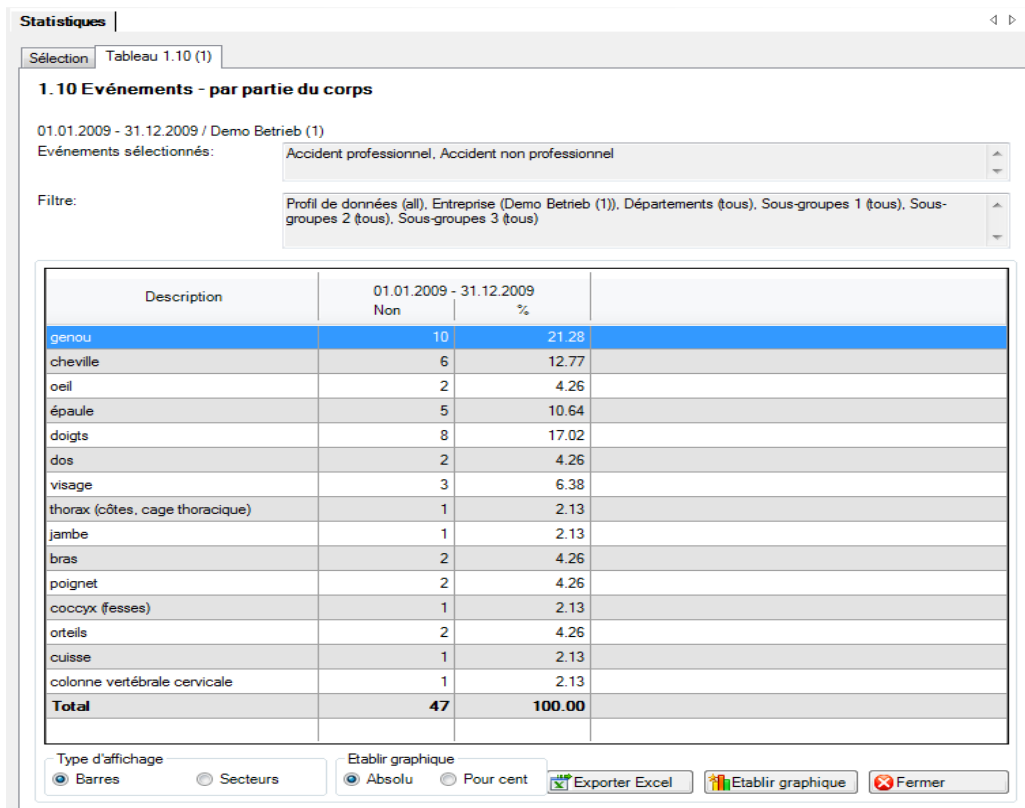 Statistiques
Sélection Tableau 1.10 (1)
1.10 Evénements - par partie du corps
01.01.2009 - 31.12.2009 / Demo Betrieb (1)
Evénements sélectionnés: Accident professionnel, Accident non professionnel
Filtre: Profil de données (all), Entreprise (Demo Betrieb (1)), Départements (tous), Sous-groupes 1 (tous), Sous-
groupes 2 (tous), Sous-groupes 3 (tous)
Description 01.01.2009 - 31.12.2009
Non %
genou 10 21.28
cheville 6 12.77
oeil 2 4.26
épaule 5 10.64
doigts 8 17.02
dos 2 4.26
visage 3 6.38
thorax (côtes, cage thoracique) 1 2.13
jambe 1 2.13
bras 2 4.26
poignet 2 4.26
coccyx (fesses) 1 2.13
orteils 2 4.26
cuisse 1 2.13
colonne vertébrale cervicale 1 2.13
Total 47 100.00
Type d'affichage Etablir graphique
Barres Secteurs Absolu Pour cent Exporter Excel Etablir graphique Fermer